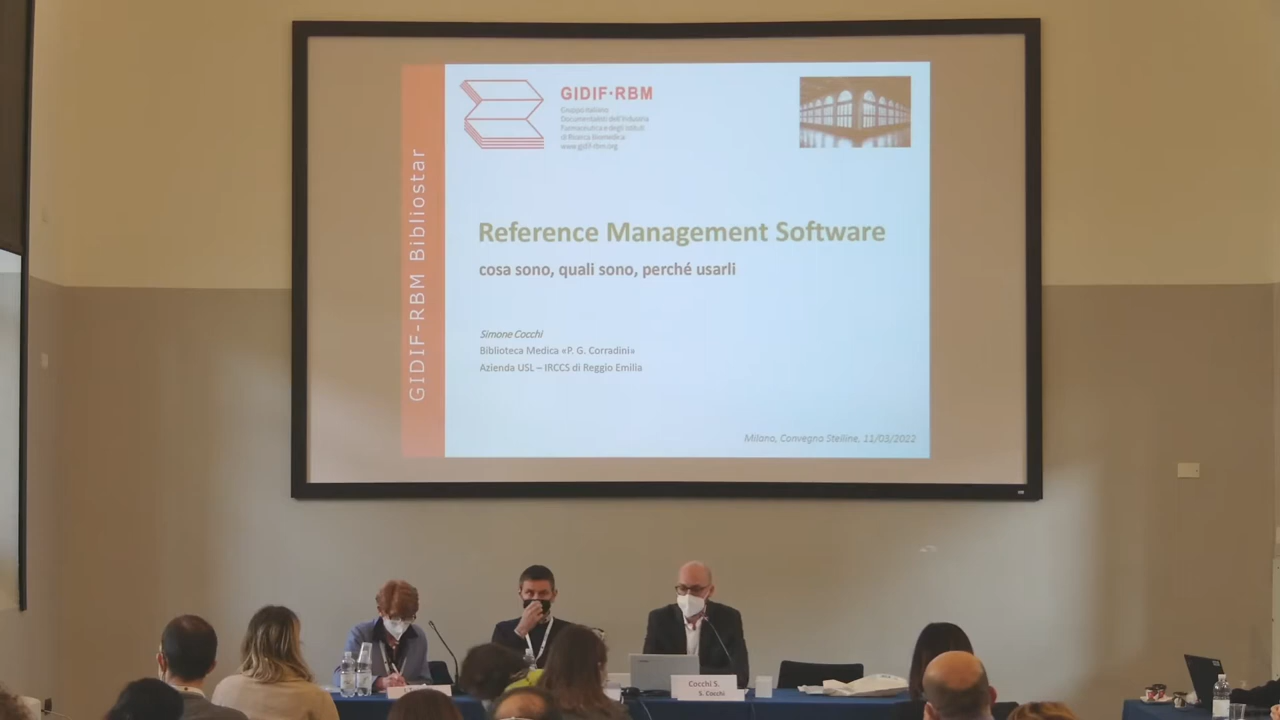 GIDIF-RBM Bibliostar
GIDIF·RBM
Gruppo Italiano
Documentalisti dell'Industria
Farmaceutica e degli Istituti
di Ricerca Biomedica
www.gidif-rbm.org
Reference Management Software
cosa sono, quali sono, perché usarli
Simone Cocchi
Biblioteca Medica «P. G. Corradini»
Azienda USL – IRCCS di Reggio Emilia
Milano, Convegno Stelline, 11/03/2022
Cocchi S.
S. Cocchi